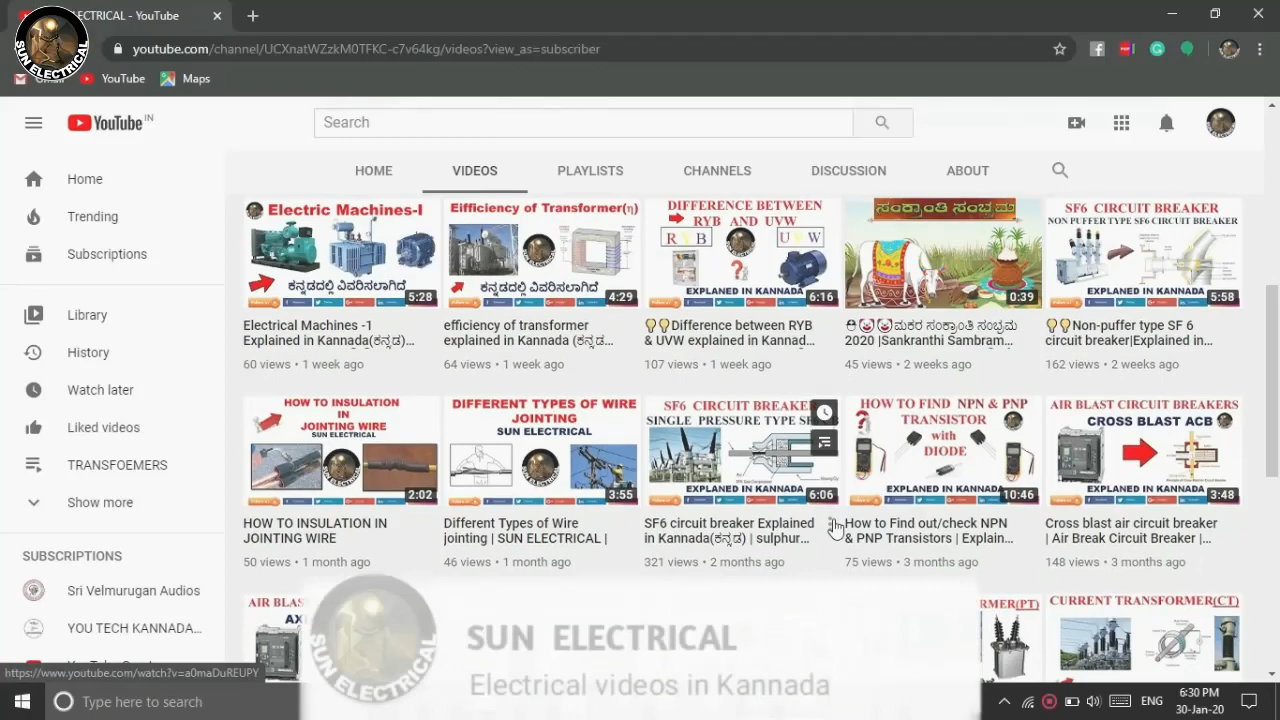 ELECTRICAL - YouTube
youtube.com/channel/UCXnatWZzkM0TFKC-c7v64kg/videos?view_as=subscriber
SUN ELECTRICAL
YouTube
Maps
YouTube IN
Search
HOME
VIDEOS
PLAYLISTS
CHANNELS
DISCUSSION
ABOUT
Home
Trending
Subscriptions
Library
History
Watch later
Liked videos
TRANSFOEMERS
Show more
SUBSCRIPTIONS
Sri Velmurugan Audios
YOU TECH KANNADA...
Electric Machines-I
ಕನ್ನಡದಲ್ಲಿ ವಿವರಿಸಲಾಗಿದೆ
5:28
Electrical Machines -1
Explained in Kannada(ಕನ್ನಡ)...
60 views • 1 week ago
Eifficiency of Transformer(η)
ಕನ್ನಡದಲ್ಲಿ ವಿವರಿಸಲಾಗಿದೆ
4:29
efficiency of transformer
explained in Kannada (ಕನ್ನಡ...
64 views • 1 week ago
DIFFERENCE BETWEEN
RYB AND UVW
R Y B
U V W
EXPLANED IN KANNADA
6:16
Difference between RYB
& UVW explained in Kannad...
107 views • 1 week ago
ಸಂಕ್ರಾಂತಿ ಸಂಭ್ರಮ
0:39
ಮಕರ ಸಂಕ್ರಾಂತಿ ಸಂಭ್ರಮ
2020 |Sankranthi Sambram...
45 views • 2 weeks ago
SF6 CIRCUIT BREAKER
NON PUFFER TYPE SF6 CIRCUIT BREAKER
EXPLANED IN KANNADA
5:58
Non-puffer type SF 6
circuit breaker|Explained in...
162 views • 2 weeks ago
HOW TO INSULATION
IN
JOINTING WIRE
SUN ELECTRICAL
2:02
HOW TO INSULATION IN
JOINTING WIRE
50 views • 1 month ago
DIFFERENT TYPES OF WIRE
JOINTING
SUN ELECTRICAL
3:55
Different Types of Wire
jointing | SUN ELECTRICAL |
46 views • 1 month ago
SF6 CIRCUIT BREAKER
SINGLE PRESSURE TYPE
EXPLANED IN KANNADA
6:06
SF6 circuit breaker Explained
in Kannada(ಕನ್ನಡ) | sulphur...
321 views • 2 months ago
HOW TO FIND NPN & PNP
TRANSISTOR
with
DIODE
EXPLANED IN KANNADA
10:46
How to Find out/check NPN
& PNP Transistors | Explain...
75 views • 3 months ago
AIR BLAST CIRCUIT BREAKERS
CROSS BLAST ACB
EXPLANED IN KANNADA
3:48
Cross blast air circuit breaker
| Air Break Circuit Breaker |...
148 views • 3 months ago
AIR BLAS
AX
RMER(PT)
CURRENT TRANSFORMER(CT)
SUN ELECTRICAL
SUN ELECTRICAL
Electrical videos in Kannada
https://www.youtube.com/watch?v=a0maDuREUPY
Type here to search
ENG
6:30 PM
30-Jan-20